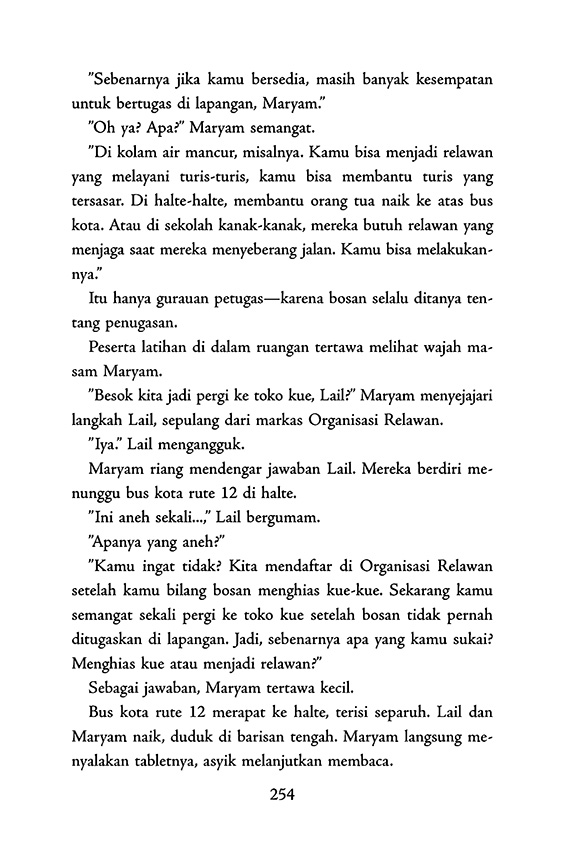 ”Sebenarnya jika kamu bersedia, masih banyak kesempatan
untuk bertugas di lapangan, Maryam.”
”Oh ya? Apa?” Maryam semangat.
”Di kolam air mancur, misalnya. Kamu bisa menjadi relawan
yang melayani turis-turis, kamu bisa membantu turis yang
tersasar. Di halte-halte, membantu orang tua naik ke atas bus
kota. Atau di sekolah kanak-kanak, mereka butuh relawan yang
menjaga saat mereka menyeberang jalan. Kamu bisa melakukan-
nya.”
Itu hanya gurauan petugas—karena bosan selalu ditanya ten-
tang penugasan.
Peserta latihan di dalam ruangan tertawa melihat wajah ma-
sam Maryam.
”Besok kita jadi pergi ke toko kue, Lail?” Maryam menyejajari
langkah Lail, sepulang dari markas Organisasi Relawan.
”Iya.” Lail mengangguk.
Maryam riang mendengar jawaban Lail. Mereka berdiri me-
nunggu bus kota rute 12 di halte.
”Ini aneh sekali...,” Lail bergumam.
”Apanya yang aneh?”
”Kamu ingat tidak? Kita mendaftar di Organisasi Relawan
setelah kamu bilang bosan menghias kue-kue. Sekarang kamu
semangat sekali pergi ke toko kue setelah bosan tidak pernah
ditugaskan di lapangan. Jadi, sebenarnya apa yang kamu sukai?
Menghias kue atau menjadi relawan?”
Sebagai jawaban, Maryam tertawa kecil.
Bus kota rute 12 merapat ke halte, terisi separuh. Lail dan
Maryam naik, duduk di barisan tengah. Maryam langsung me-
nyalakan tabletnya, asyik melanjutkan membaca.
254